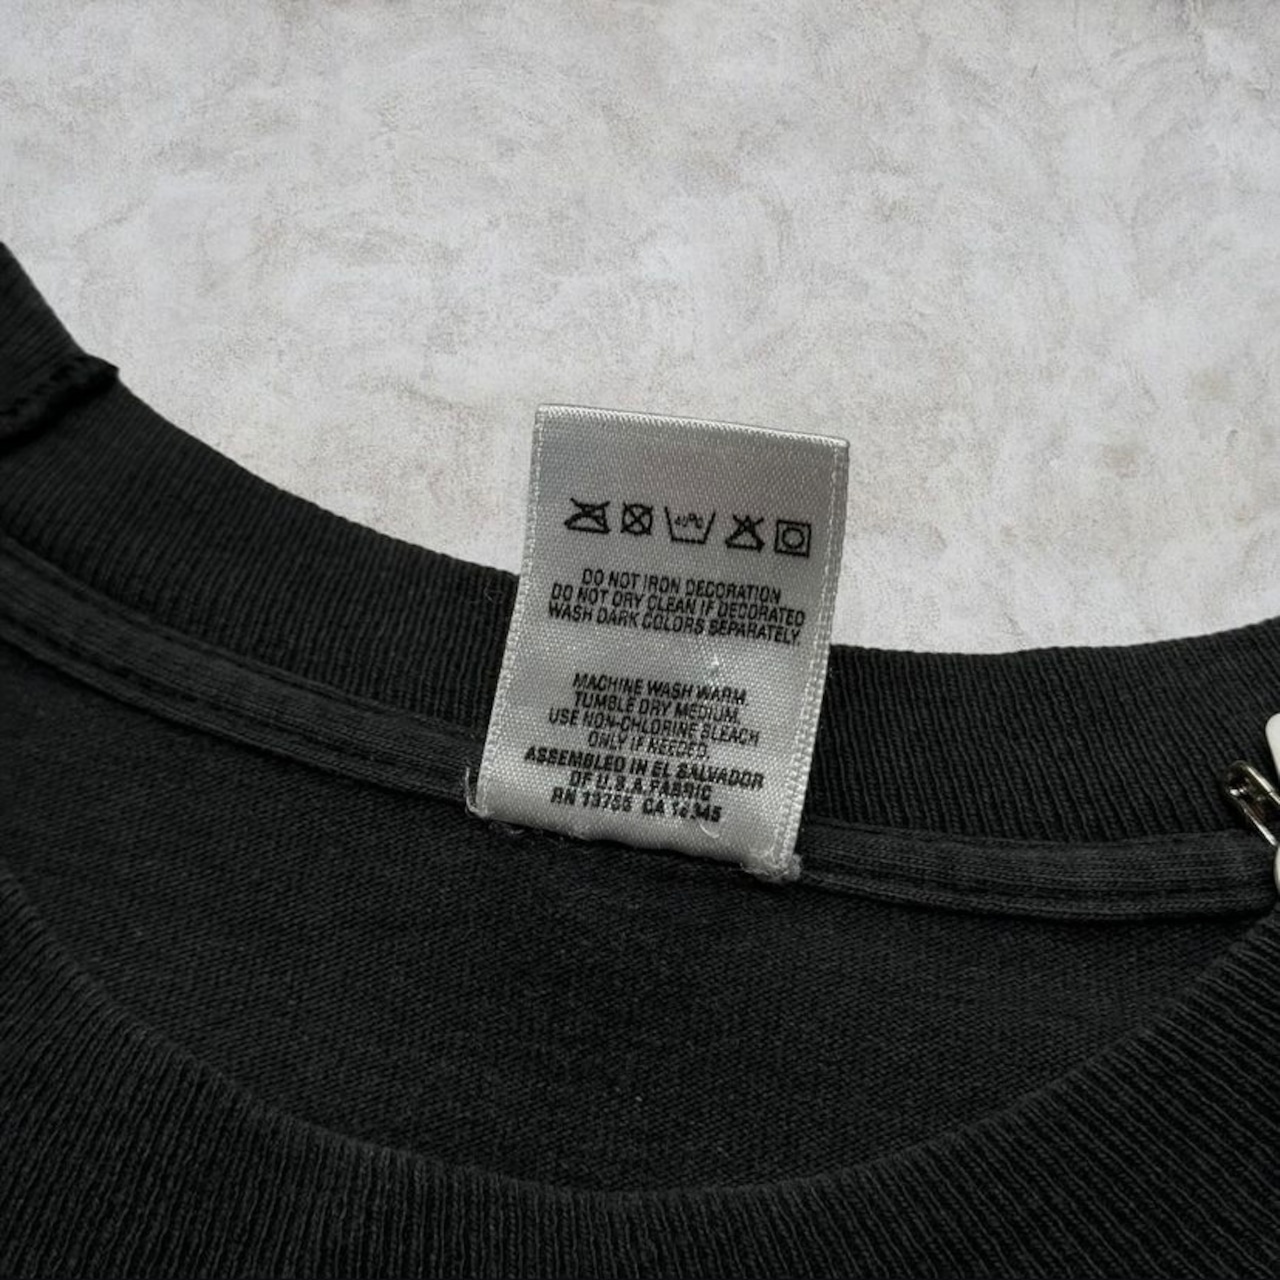 40°C
DO NOT IRON DECORATION
DO NOT DRY CLEAN IF DECORATED
WASH DARK COLORS SEPARATELY.
MACHINE WASH WARM.
TUMBLE DRY MEDIUM.
USE NON-CHLORINE BLEACH
ONLY IF NEEDED.
ASSEMBLED IN EL SALVADOR
OF U.S.A. FABRIC
RN 13765 CA